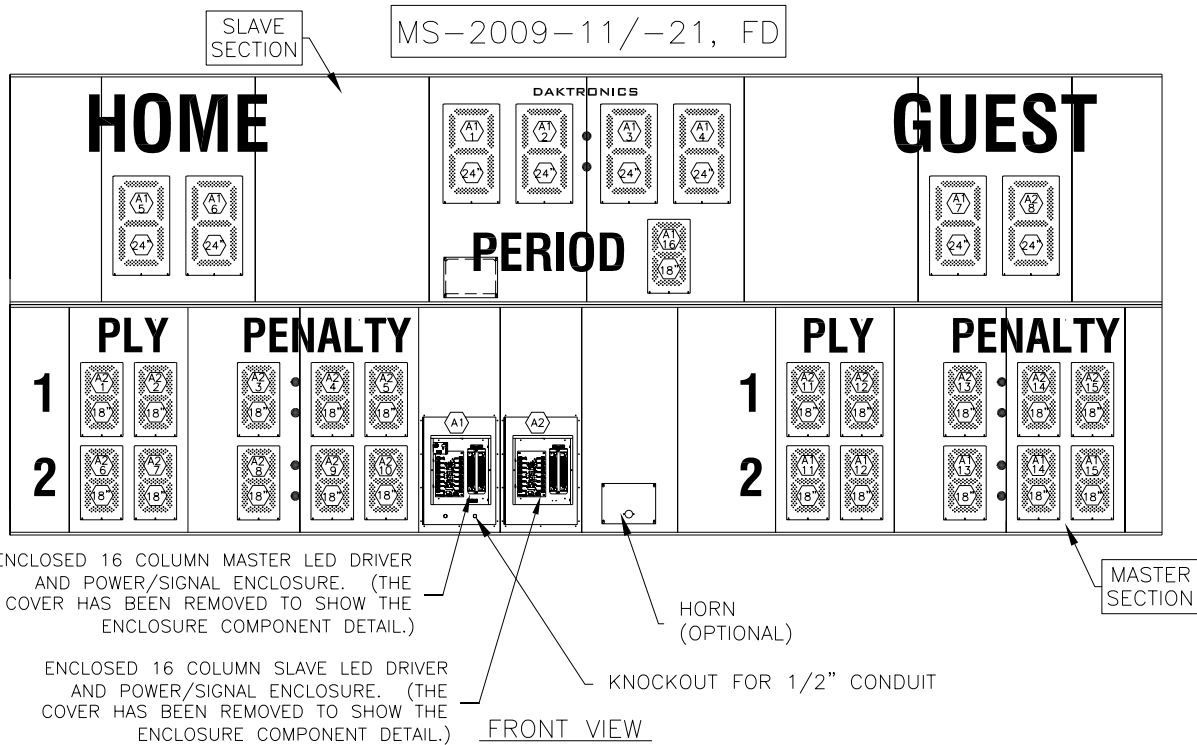 SLAVE
SECTION
MS-2009-11/-21, FD
DAKTRONICS
HOME
GUEST
A1 1 24"
A1 2 24"
A1 3 24"
A1 4 24"
A1 5 24"
A1 6 24"
A1 7 24"
A2 8 24"
PERIOD
A1 16 18"
PLY PENALTY
PLY PENALTY
1
A2 1 18"
A2 2 18"
A2 3 18"
A2 4 18"
A2 5 18"
1
A2 11 18"
A2 12 18"
A2 13 18"
A2 14 18"
A2 15 18"
2
A2 6 18"
A2 7 18"
A2 8 18"
A2 9 18"
A2 10 18"
A1
A2
2
A1 11 18"
A1 12 18"
A1 13 18"
A1 14 18"
A1 15 18"
ENCLOSED 16 COLUMN MASTER LED DRIVER
AND POWER/SIGNAL ENCLOSURE. (THE
COVER HAS BEEN REMOVED TO SHOW THE
ENCLOSURE COMPONENT DETAIL.)
HORN
(OPTIONAL)
MASTER
SECTION
ENCLOSED 16 COLUMN SLAVE LED DRIVER
AND POWER/SIGNAL ENCLOSURE. (THE
COVER HAS BEEN REMOVED TO SHOW THE
ENCLOSURE COMPONENT DETAIL.)
KNOCKOUT FOR 1/2" CONDUIT
FRONT VIEW